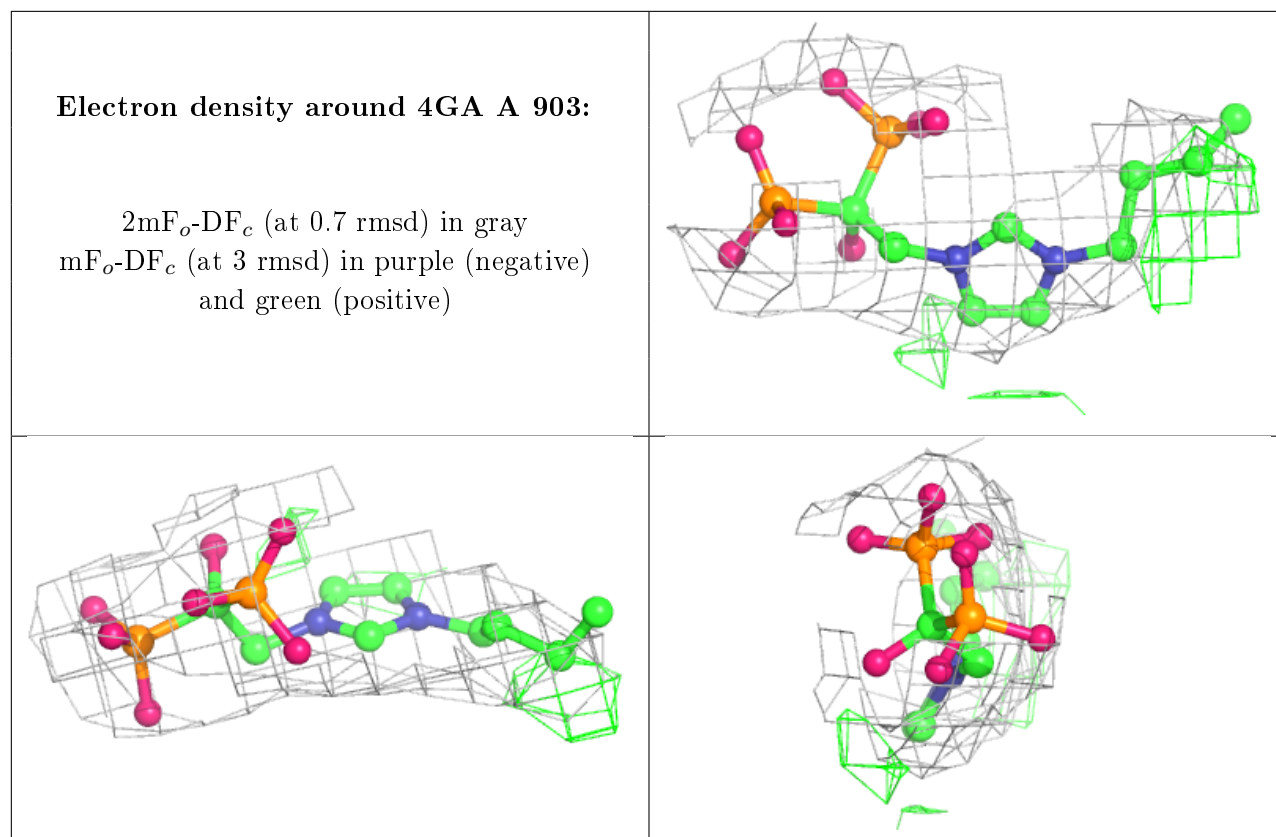 Electron density around 4GA A 903:
2mFₒ-DF𝒸 (at 0.7 rmsd) in gray
mFₒ-DF𝒸 (at 3 rmsd) in purple (negative)
and green (positive)